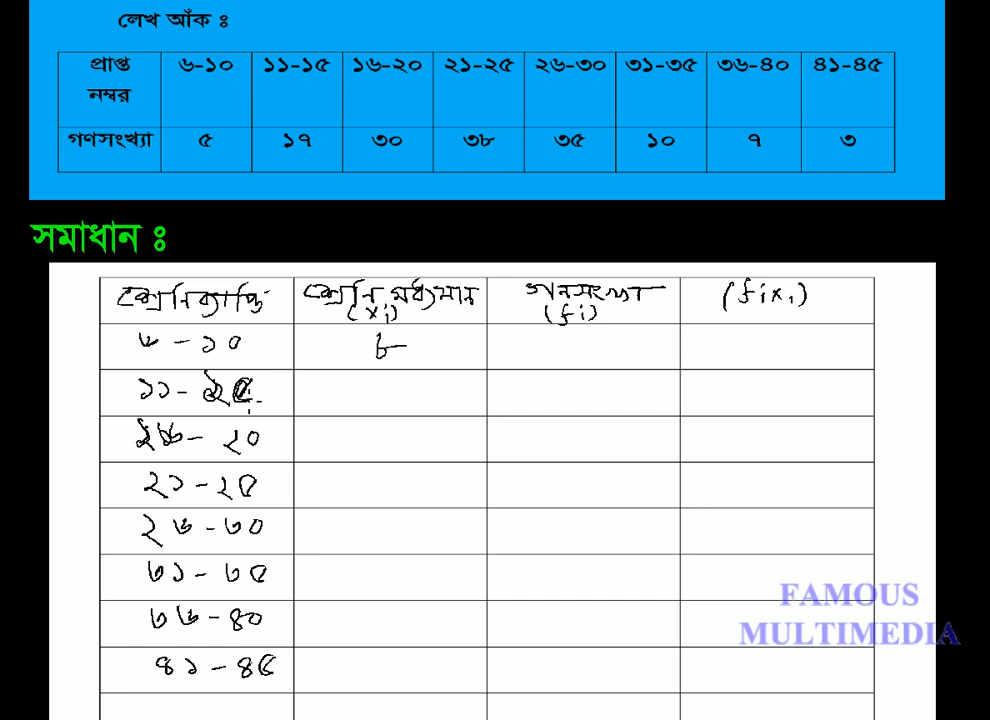 লেখ আঁক ঃ
প্রাপ্ত নম্বর ৬-১০ ১১-১৫ ১৬-২০ ২১-২৫ ২৬-৩০ ৩১-৩৫ ৩৬-৪০ ৪১-৪৫
গণসংখ্যা ৫ ১৭ ৩০ ৩৮ ৩৫ ১০ ৭ ৩
সমাধান ঃ
শ্রেনিব্যাপ্তি শ্রেনি মধ্যমান (xi) গনসংখ্যা (fi) (fixi)
৬ - ১০ ৮
১১ - ১৫
১৬ - ২০
২১ - ২৫
২৬ - ৩০
৩১ - ৩৫
৩৬ - ৪০
৪১ - ৪৫
FAMOUS
MULTIMEDIA